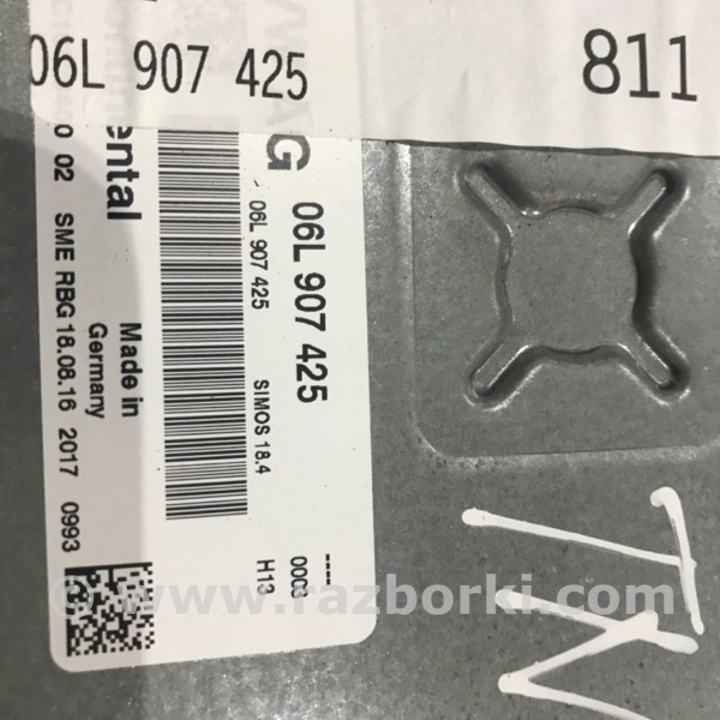 06L 907 425
811
G
06L 907 425
06L 907 425 SIMOS 18.4
----
0003
H13
ental
Made in
Germany
0 02 SME RBG 18.08.16 2017 0993
© www.razborki.com